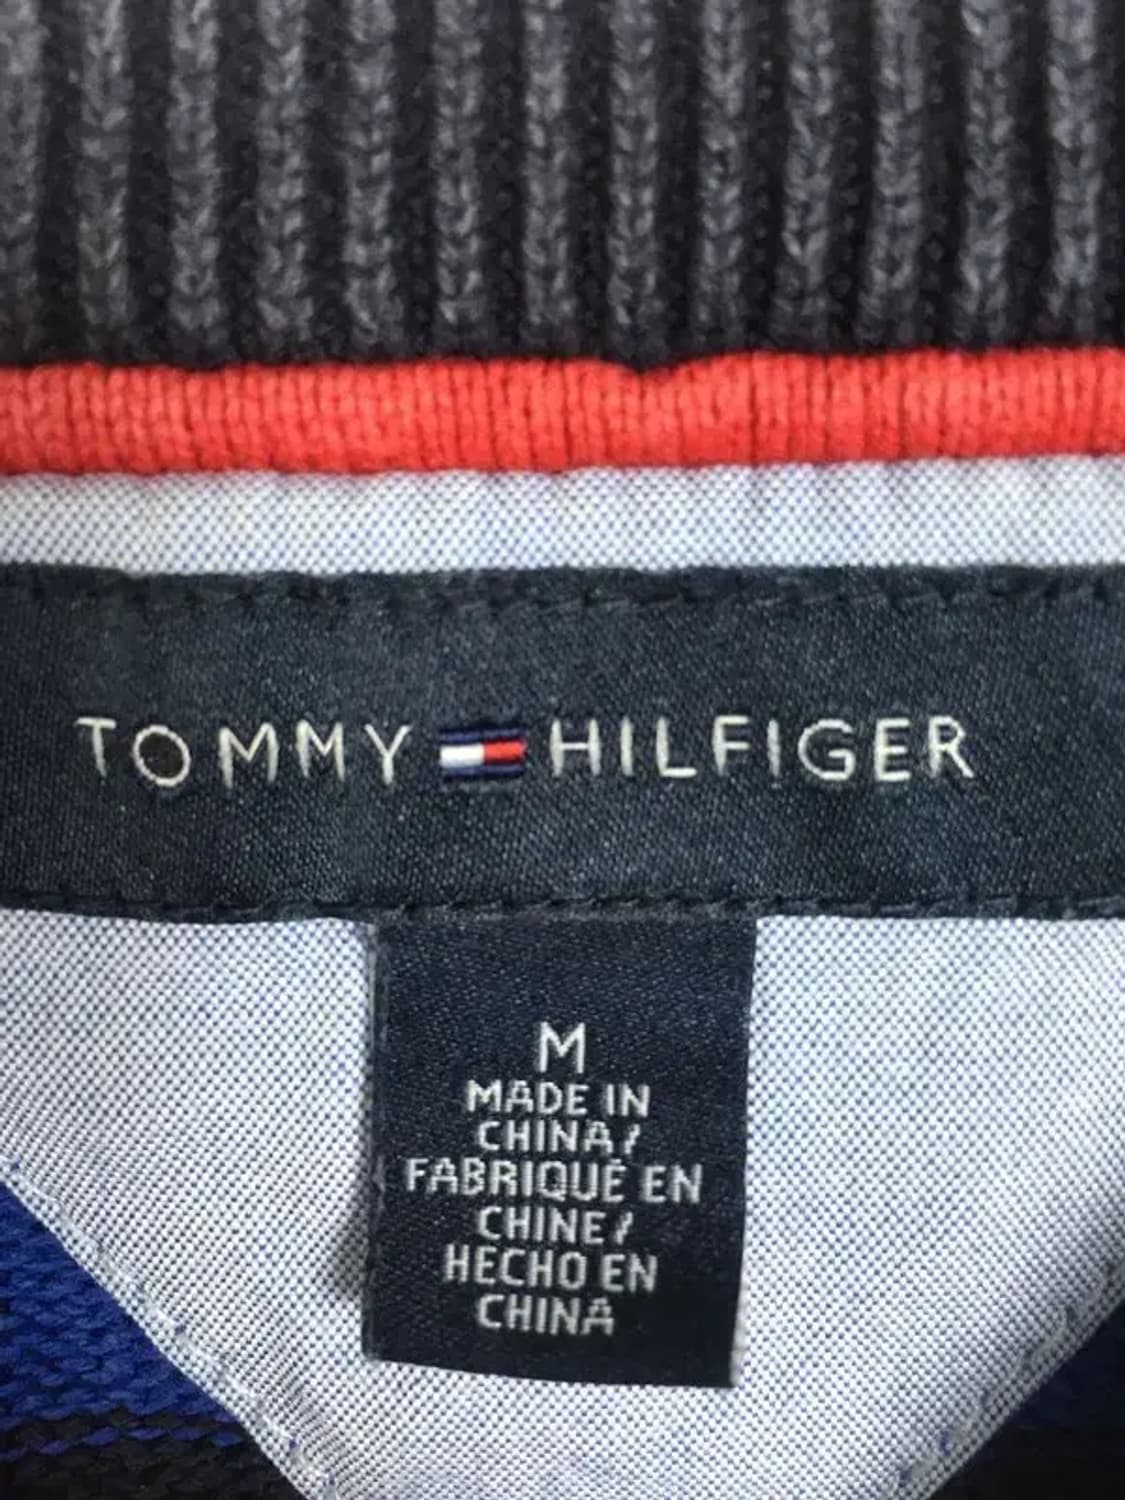 TOMMY HILFIGER
M
MADE IN
CHINA/
FABRIQUÉ EN
CHINE/
HECHO EN
CHINA